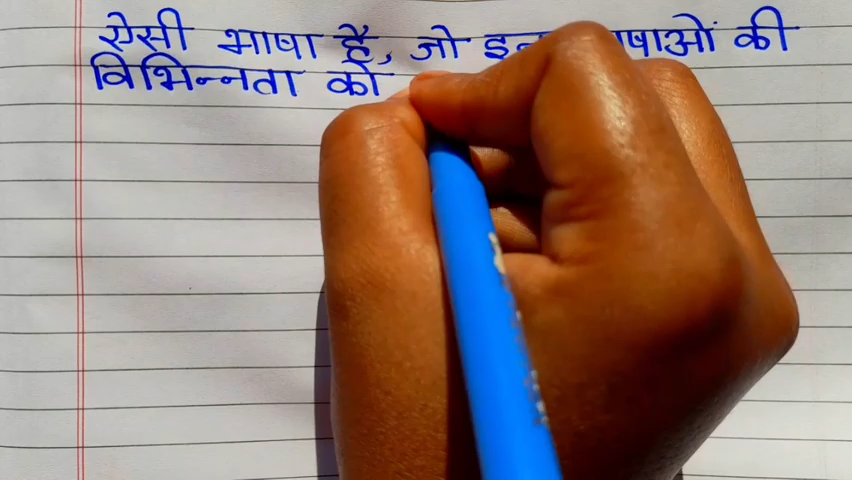 ऐसी भाषा है, जो की
विभिन्नता को